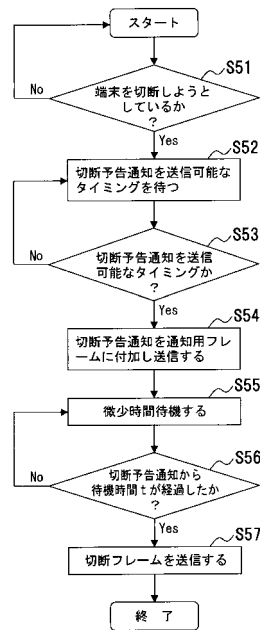 スタート
S51
端末を切断しようと
しているか
?
No
Yes
S52
切断予告通知を送信可能な
タイミングを待つ
S53
切断予告通知を送信
可能なタイミングか
?
No
Yes
S54
切断予告通知を通知用フレ
ームに付加し送信する
S55
微少時間待機する
S56
切断予告通知から
待機時間tが経過したか
?
No
Yes
S57
切断フレームを送信する
終 了